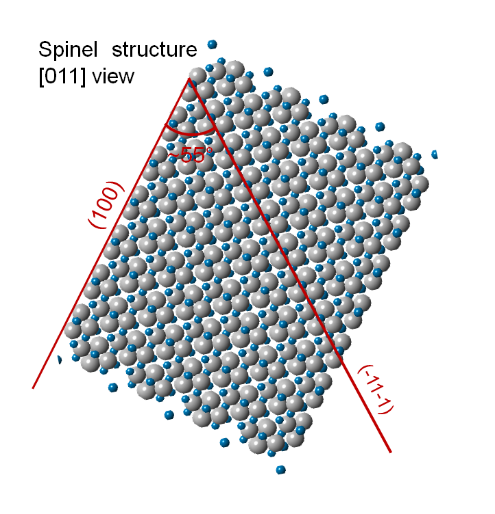 Spinel structure
[011] view
~55°
(100)
(-11-1)